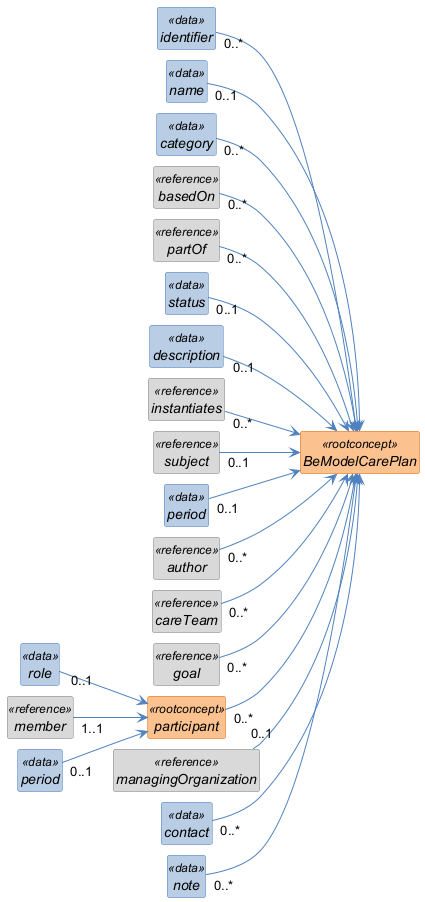 «data»
identifier
0..*
«data»
name
0..1
«data»
category
0..*
«reference»
basedOn
0..*
«reference»
partOf
0..*
«data»
status
0..1
«data»
description
0..1
«reference»
instantiates
0..*
«rootconcept»
BeModelCarePlan
«reference»
subject
0..1
«data»
period
0..1
«reference»
author
0..*
«reference»
careTeam
0..*
«reference»
goal
0..*
«data»
role
0..1
«reference»
member
1..1
«rootconcept»
participant
0..*
«data»
period
0..1
«reference»
managingOrganization
0..1
«data»
contact
0..*
«data»
note
0..*